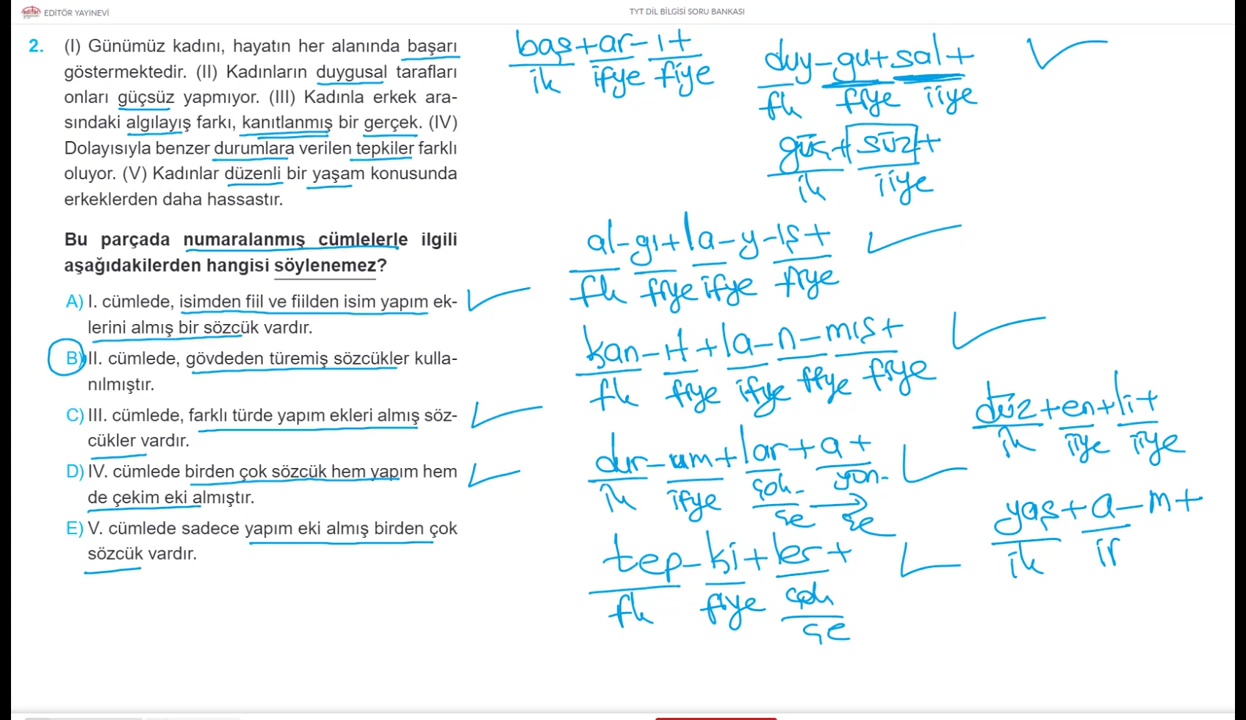 EDİTÖR YAYINEVİ
TYT DİL BİLGİSİ SORU BANKASI
2. (I) Günümüz kadını, hayatın her alanında başarı
göstermektedir. (II) Kadınların duygusal tarafları
onları güçsüz yapmıyor. (III) Kadınla erkek ara-
sındaki algılayış farkı, kanıtlanmış bir gerçek. (IV)
Dolayısıyla benzer durumlara verilen tepkiler farklı
oluyor. (V) Kadınlar düzenli bir yaşam konusunda
erkeklerden daha hassastır.
Bu parçada numaralanmış cümlelerle ilgili
aşağıdakilerden hangisi söylenemez?
A) I. cümlede, isimden fiil ve fiilden isim yapım ek-
lerini almış bir sözcük vardır.
B) II. cümlede, gövdeden türemiş sözcükler kulla-
nılmıştır.
C) III. cümlede, farklı türde yapım ekleri almış söz-
cükler vardır.
D) IV. cümlede birden çok sözcük hem yapım hem
de çekim eki almıştır.
E) V. cümlede sadece yapım eki almış birden çok
sözcük vardır.
baş+ar-ı+
ik ifye fiye
duy-gu+sal+
fk fiye iiye
güç+süz+
ik iiye
al-gı+la-y-ış+
fk fiye ifye fiye
kan-ıt+la-n-mış+
fk fiye ifye ffye fiye
dur-um+lar+a+
ik ifye çok. yön.
çe çe
tep-ki+ler+
fk fiye çok
çe
düz+en+li+
ik iiye iiye
yaş+a-m+
ik if